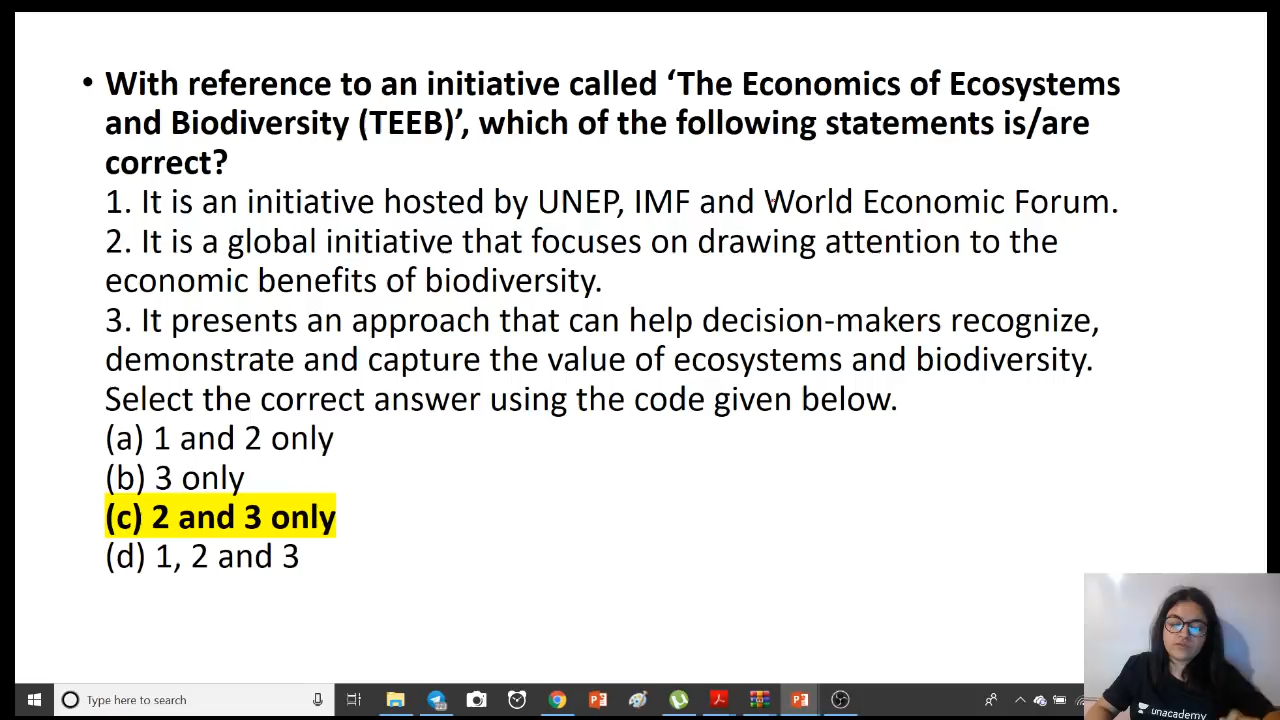 • With reference to an initiative called ‘The Economics of Ecosystems
and Biodiversity (TEEB)’, which of the following statements is/are
correct?
1. It is an initiative hosted by UNEP, IMF and World Economic Forum.
2. It is a global initiative that focuses on drawing attention to the
economic benefits of biodiversity.
3. It presents an approach that can help decision-makers recognize,
demonstrate and capture the value of ecosystems and biodiversity.
Select the correct answer using the code given below.
(a) 1 and 2 only
(b) 3 only
(c) 2 and 3 only
(d) 1, 2 and 3
unacademy
Type here to search